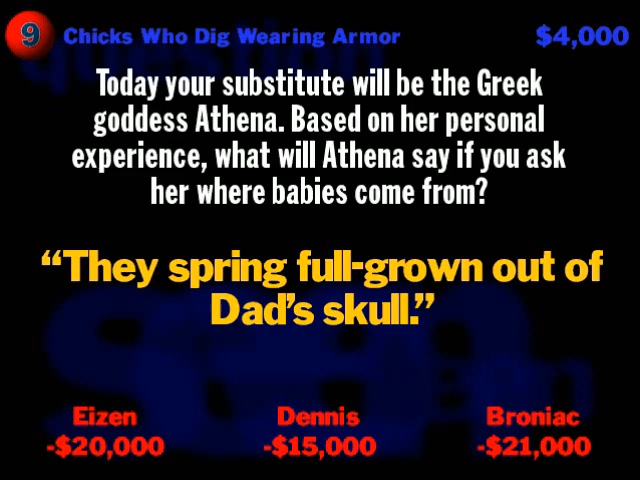 9 Chicks Who Dig Wearing Armor $4,000
Today your substitute will be the Greek
goddess Athena. Based on her personal
experience, what will Athena say if you ask
her where babies come from?
“They spring full-grown out of
Dad’s skull.”
Eizen Dennis Broniac
-$20,000 -$15,000 -$21,000